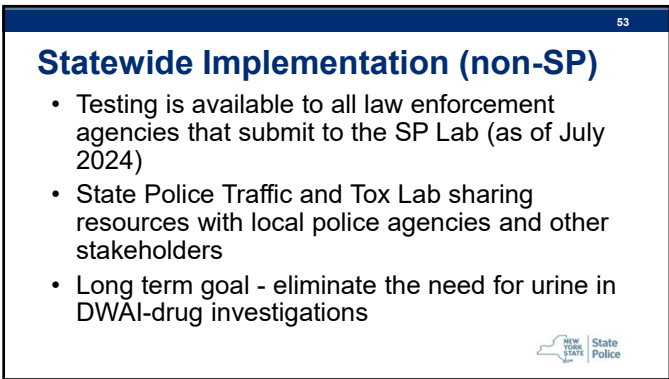 53
Statewide Implementation (non-SP)
• Testing is available to all law enforcement
agencies that submit to the SP Lab (as of July
2024)
• State Police Traffic and Tox Lab sharing
resources with local police agencies and other
stakeholders
• Long term goal - eliminate the need for urine in
DWAI-drug investigations
NEW
YORK
STATE
State
Police